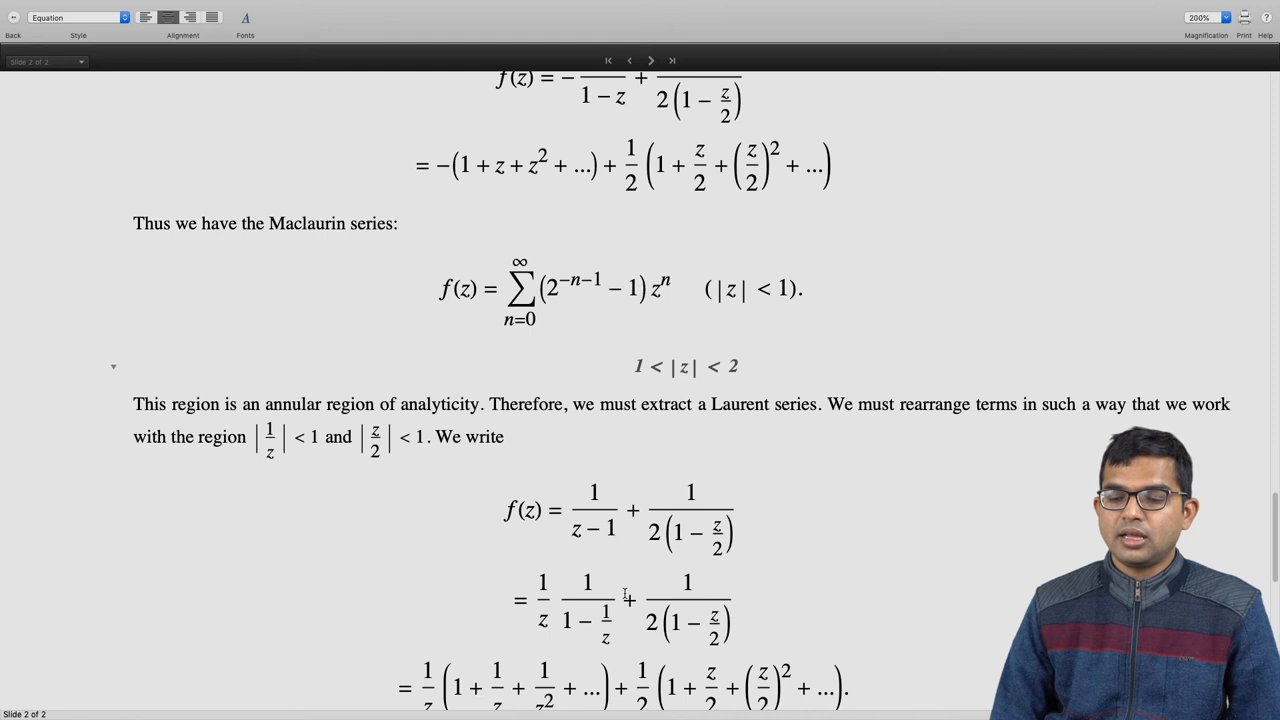 Equation
200%
Back
Style
Alignment
Fonts
Magnification
Print
Help
Slide 2 of 2
f(z) = − ―/(1 − z) + ―/(2(1 − z/2))
= −(1 + z + z² + ...) + 1/2 (1 + z/2 + (z/2)² + ...)
Thus we have the Maclaurin series:
f(z) = ∑_{n=0}^{∞} (2^{−n−1} − 1) zⁿ (|z| < 1).
1 < |z| < 2
This region is an annular region of analyticity. Therefore, we must extract a Laurent series. We must rearrange terms in such a way that we work
with the region |1/z| < 1 and |z/2| < 1. We write
f(z) = 1/(z − 1) + 1/(2(1 − z/2))
= 1/z 1/(1 − 1/z) + 1/(2(1 − z/2))
= 1/z (1 + 1/z + 1/z² + ...) + 1/2 (1 + z/2 + (z/2)² + ...).
Slide 2 of 2